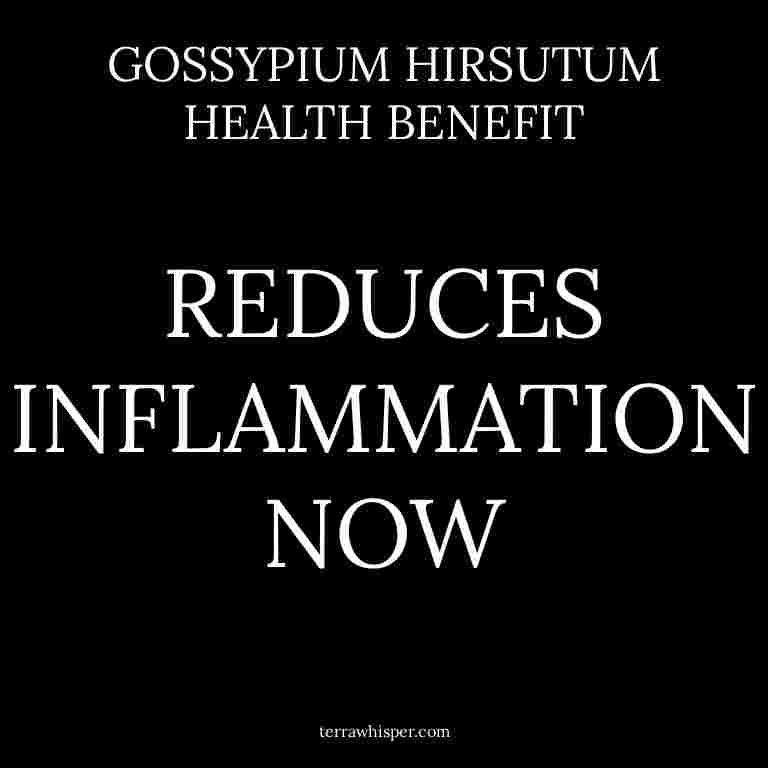 GOSSYPIUM HIRSUTUM
HEALTH BENEFIT
REDUCES
INFLAMMATION
NOW
terrawhisper.com